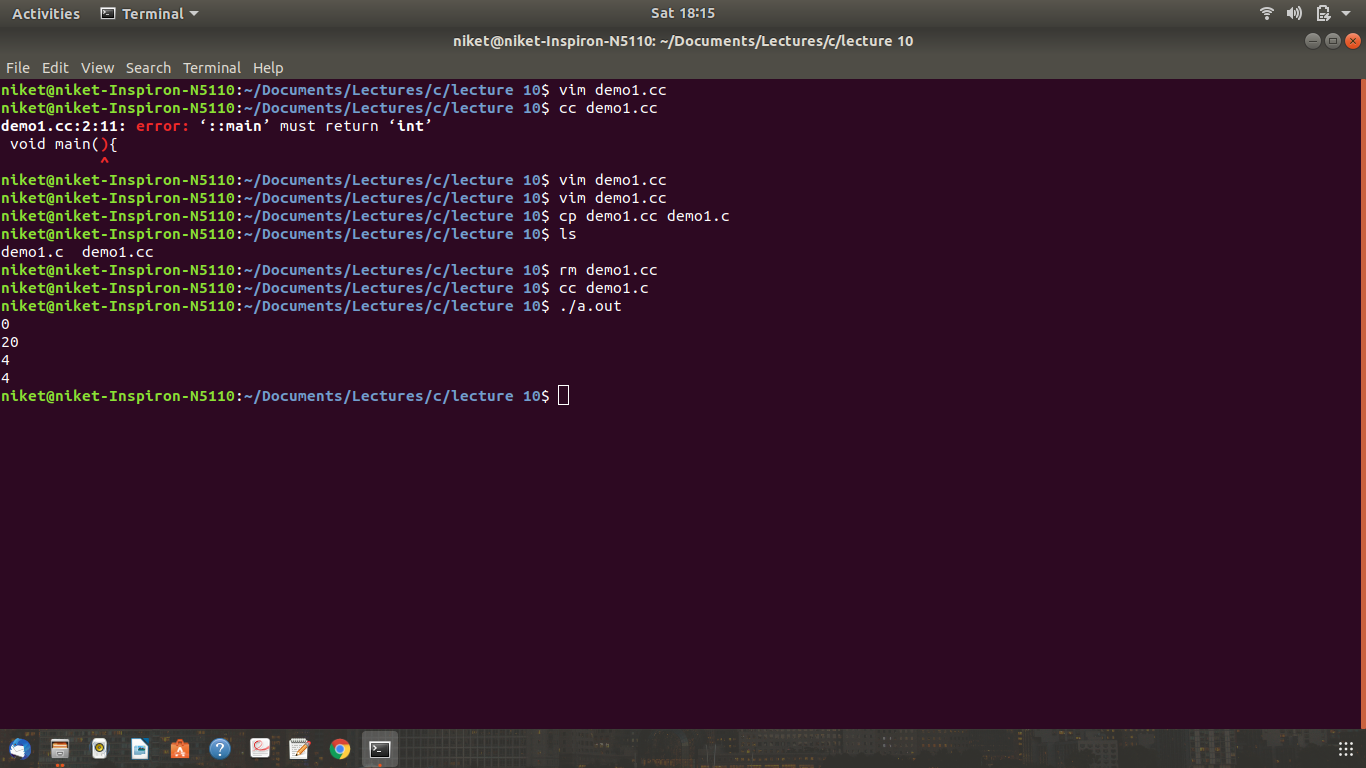 Activities Terminal Sat 18:15
niket@niket-Inspiron-N5110: ~/Documents/Lectures/c/lecture 10
File Edit View Search Terminal Help
niket@niket-Inspiron-N5110:~/Documents/Lectures/c/lecture 10$ vim demo1.cc
niket@niket-Inspiron-N5110:~/Documents/Lectures/c/lecture 10$ cc demo1.cc
demo1.cc:2:11: error: ‘::main’ must return ‘int’
 void main(){
           ^
niket@niket-Inspiron-N5110:~/Documents/Lectures/c/lecture 10$ vim demo1.cc
niket@niket-Inspiron-N5110:~/Documents/Lectures/c/lecture 10$ vim demo1.cc
niket@niket-Inspiron-N5110:~/Documents/Lectures/c/lecture 10$ cp demo1.cc demo1.c
niket@niket-Inspiron-N5110:~/Documents/Lectures/c/lecture 10$ ls
demo1.c  demo1.cc
niket@niket-Inspiron-N5110:~/Documents/Lectures/c/lecture 10$ rm demo1.cc
niket@niket-Inspiron-N5110:~/Documents/Lectures/c/lecture 10$ cc demo1.c
niket@niket-Inspiron-N5110:~/Documents/Lectures/c/lecture 10$ ./a.out
0
20
4
4
niket@niket-Inspiron-N5110:~/Documents/Lectures/c/lecture 10$